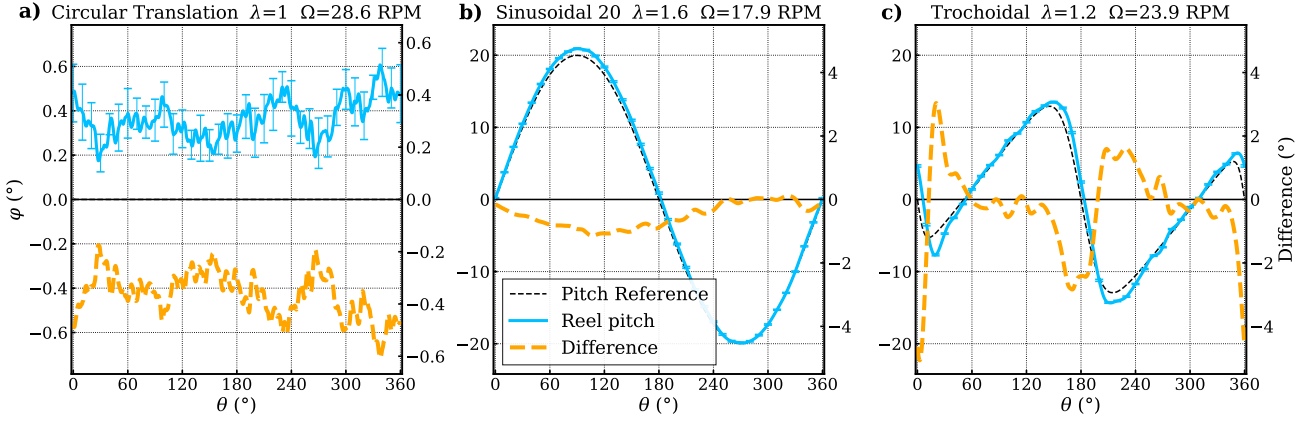 a) Circular Translation λ=1 Ω=28.6 RPM
b) Sinusoidal 20 λ=1.6 Ω=17.9 RPM
c) Trochoidal λ=1.2 Ω=23.9 RPM
φ (°)
0.6
0.4
0.2
0.0
−0.2
−0.4
−0.6
0.6
0.4
0.2
0.0
−0.2
−0.4
−0.6
0 60 120 180 240 300 360
θ (°)
20
10
0
−10
−20
4
2
0
−2
−4
Pitch Reference
Reel pitch
Difference
0 60 120 180 240 300 360
θ (°)
20
10
0
−10
−20
4
2
0
−2
−4
Difference (°)
0 60 120 180 240 300 360
θ (°)